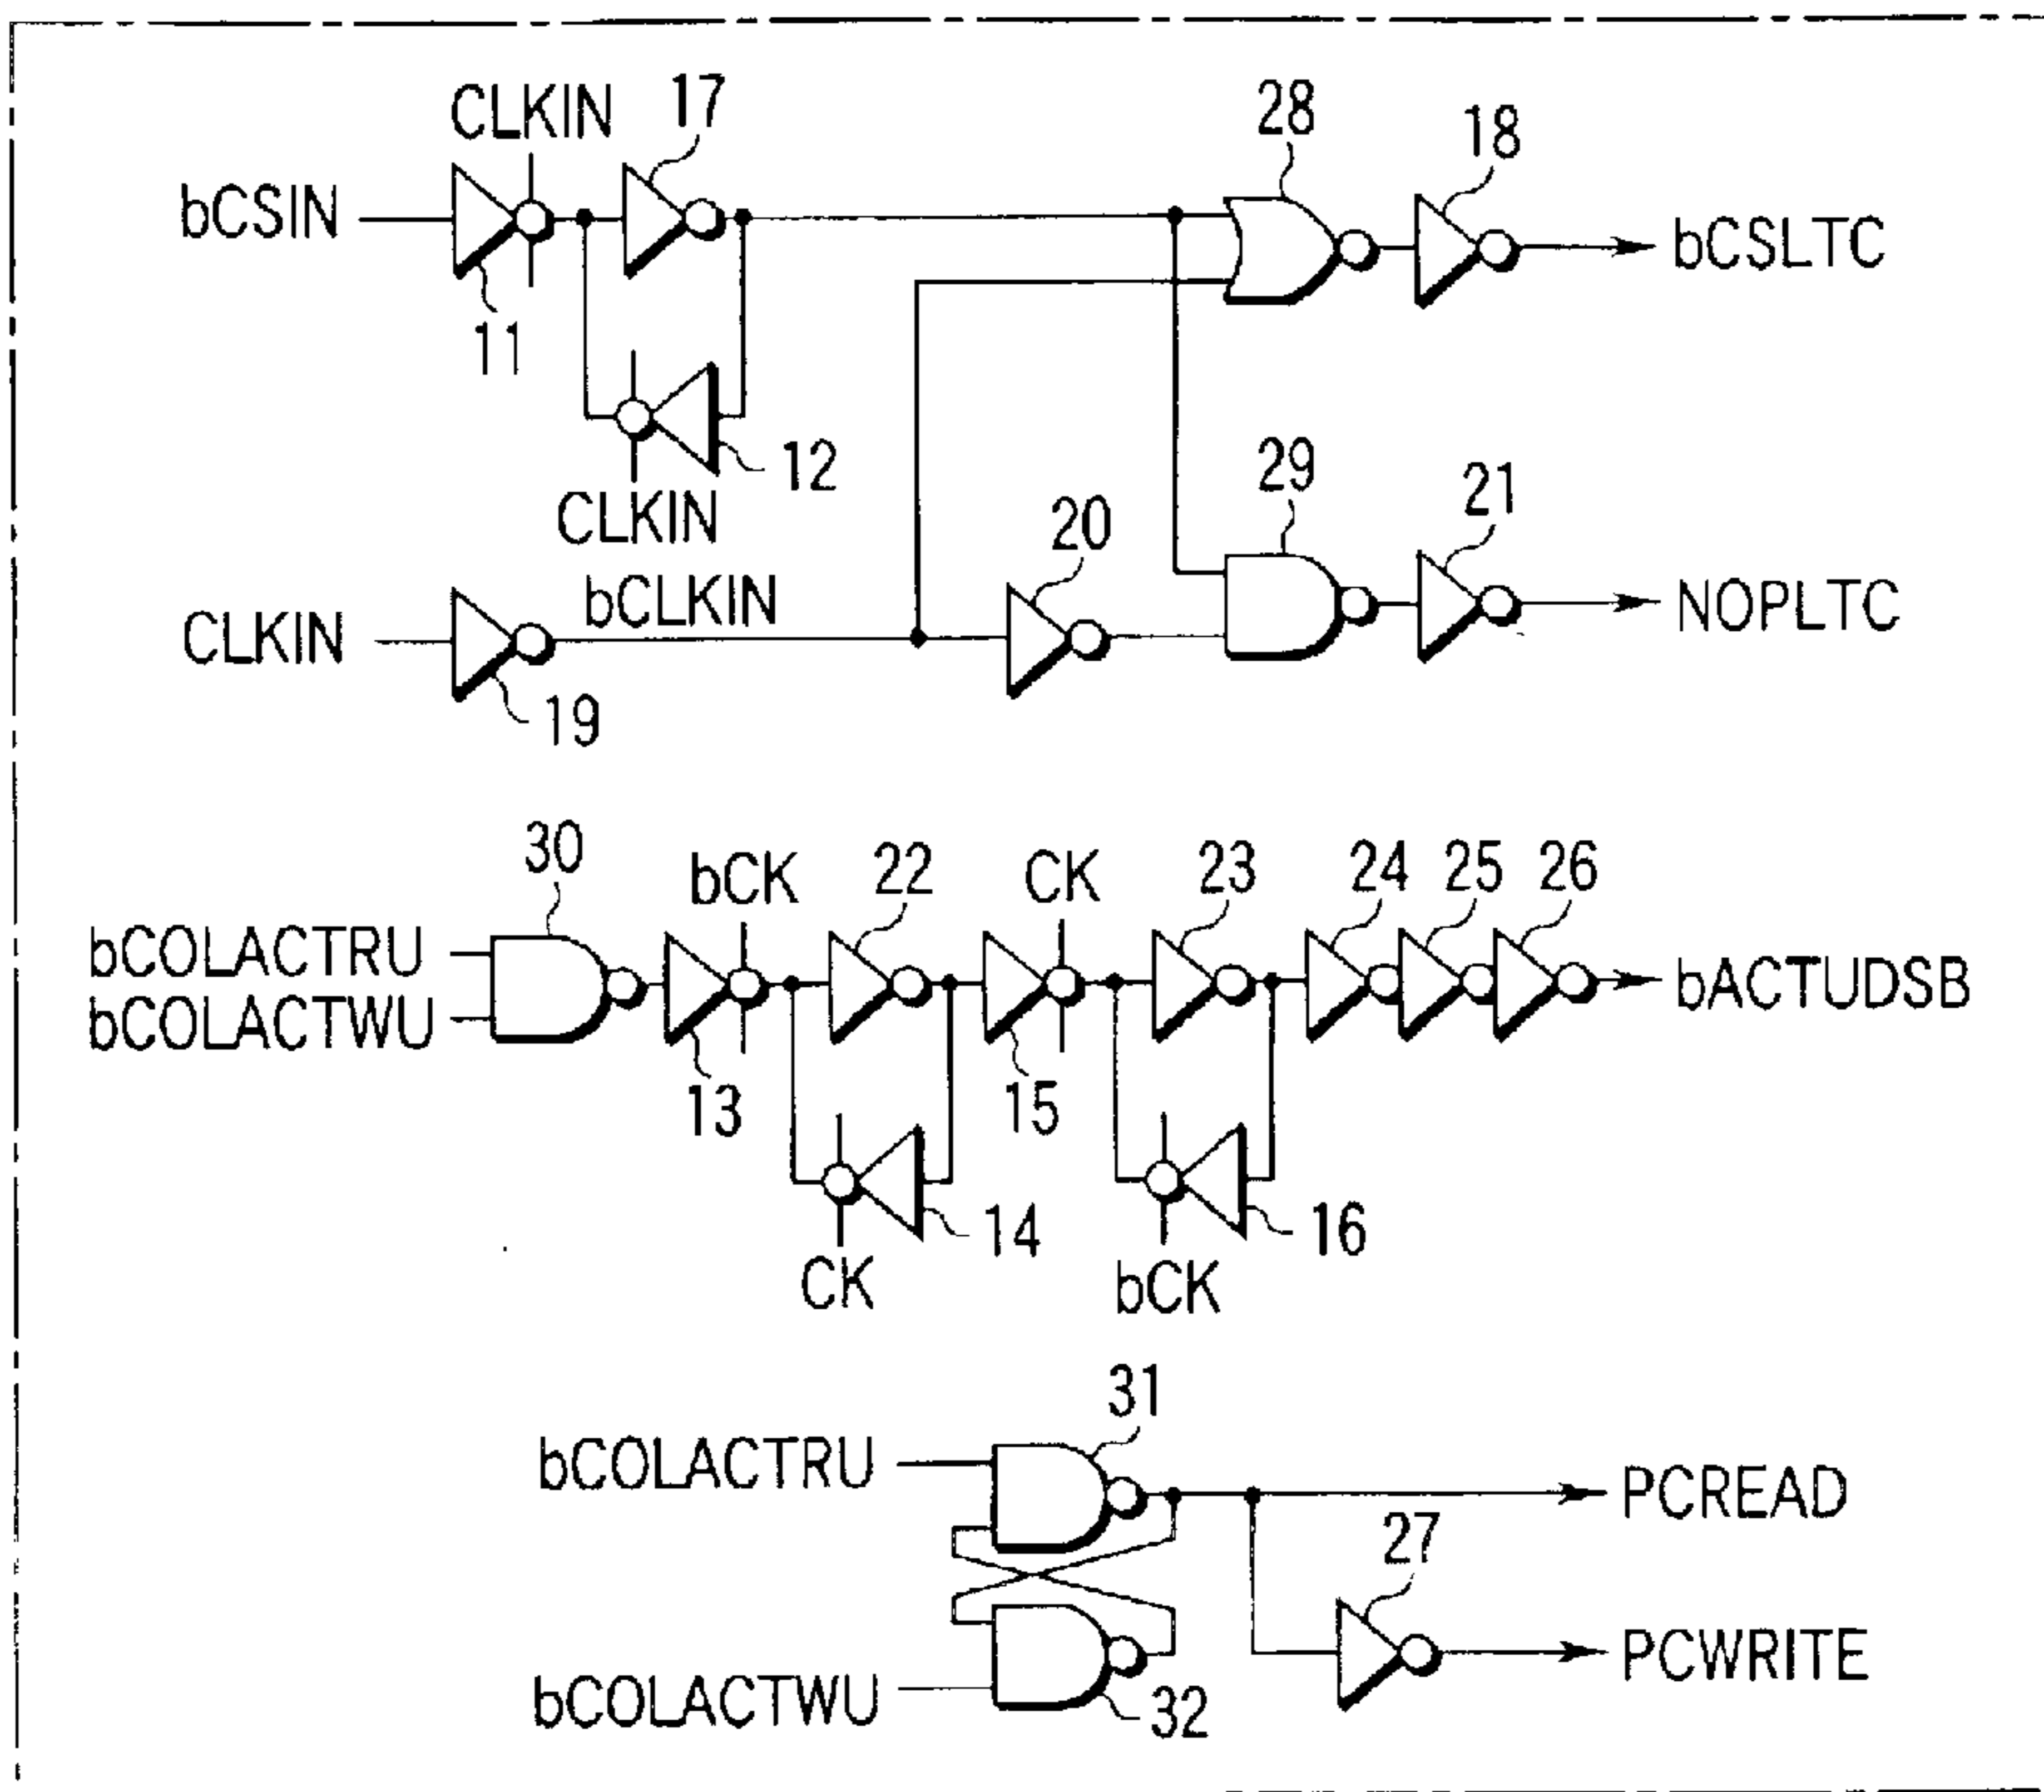 CLKIN
17
28
18
bCSIN
bCSLTC
11
12
CLKIN
29
21
20
bCLKIN
NOPLTC
CLKIN
19
30
bCK
22
CK
23
24
25
26
bCOLACTRU
bCOLACTWU
bACTUDSB
13
15
14
16
CK
bCK
31
bCOLACTRU
PCREAD
27
PCWRITE
bCOLACTWU
32